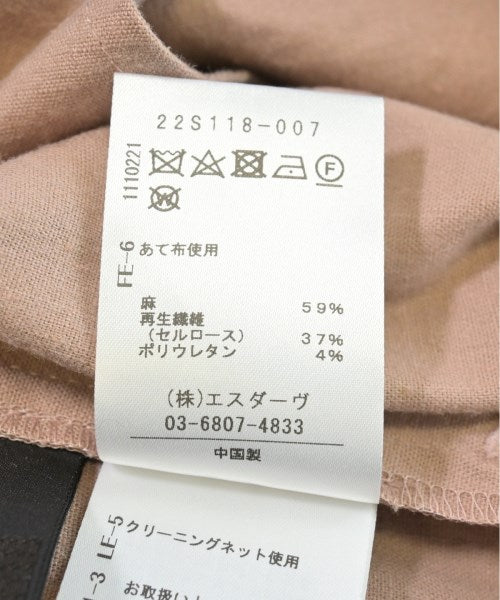 22S118-007
1110221
FE-6
あて布使用
麻 59%
再生繊維
(セルロース) 37%
ポリウレタン 4%
(株)エスダーヴ
03-6807-4833
中国製
LE-5
クリーニングネット使用
-3
お取扱い上